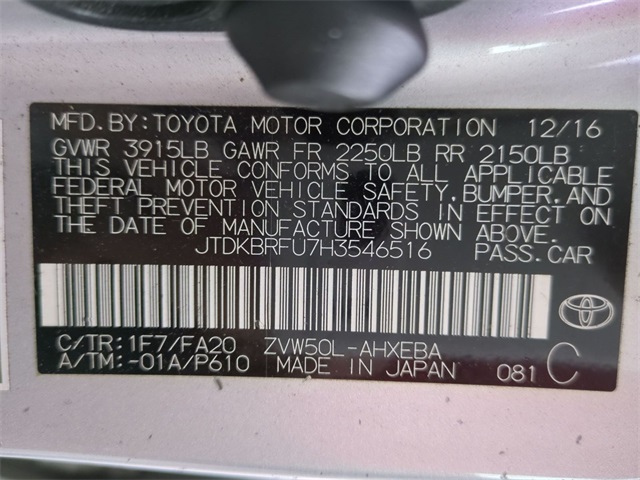 MFD. BY: TOYOTA MOTOR CORPORATION 12/16
GVWR 3915LB GAWR FR 2250LB RR 2150LB
THIS VEHICLE CONFORMS TO ALL APPLICABLE
FEDERAL MOTOR VEHICLE SAFETY, BUMPER, AND
THEFT PREVENTION STANDARDS IN EFFECT ON
THE DATE OF MANUFACTURE SHOWN ABOVE.
JTDKBRFU7H3546516 PASS. CAR
C/TR: 1F7/FA20 ZVW50L-AHXEBA
A/TM: -01A/P610 MADE IN JAPAN 081 C